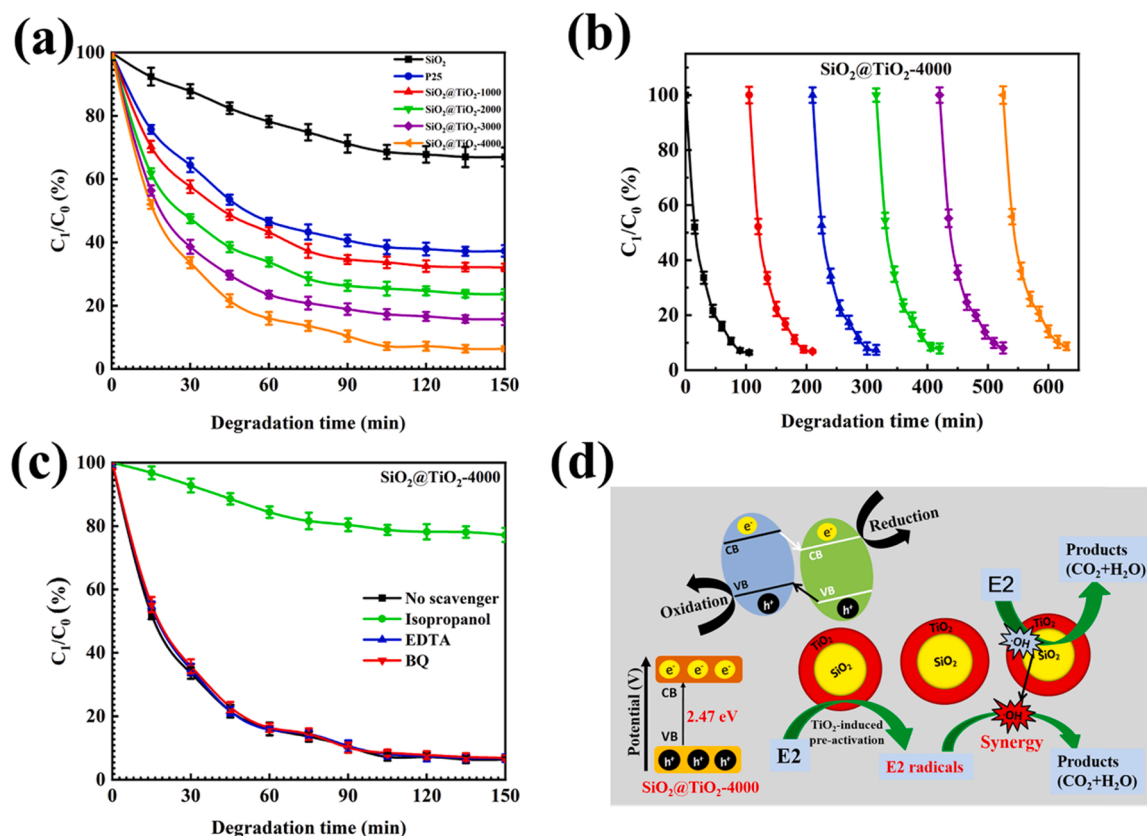 (a)
100
80
60
40
20
0
C₁/C₀ (%)
SiO₂
P25
SiO₂@TiO₂-1000
SiO₂@TiO₂-2000
SiO₂@TiO₂-3000
SiO₂@TiO₂-4000
0 30 60 90 120 150
Degradation time (min)
(b)
SiO₂@TiO₂-4000
100
80
60
40
20
0
C₁/C₀ (%)
0 100 200 300 400 500 600
Degradation time (min)
(c)
SiO₂@TiO₂-4000
100
80
60
40
20
0
C₁/C₀ (%)
No scavenger
Isopropanol
EDTA
BQ
0 30 60 90 120 150
Degradation time (min)
(d)
e⁻
CB
VB
h⁺
e⁻
CB
VB
h⁺
Reduction
Oxidation
Products
(CO₂+H₂O)
E2
TiO₂
SiO₂
TiO₂
SiO₂
TiO₂
SiO₂
·OH
·OH
Synergy
Potential (V)
e⁻ e⁻ e⁻
CB
2.47 eV
VB
h⁺ h⁺ h⁺
SiO₂@TiO₂-4000
E2
TiO₂-induced
pre-activation
E2 radicals
Products
(CO₂+H₂O)